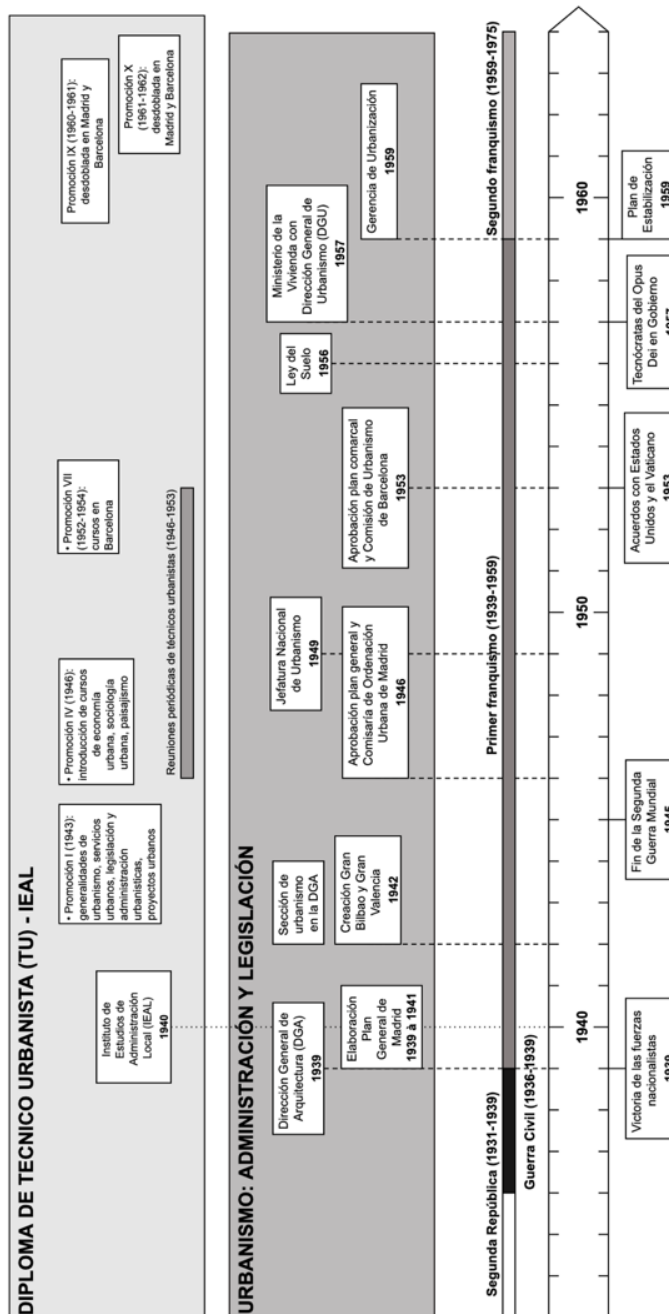 DIPLOMA DE TECNICO URBANISTA (TU) - IEAL
Instituto de
Estudios de
Administración
Local (IEAL)
1940
• Promoción I (1943):
generalidades de
urbanismo, servicios
urbanos, legislación y
administración
urbanísticas,
proyectos urbanos
• Promoción IV (1946):
introducción de cursos
de economía
urbana, sociología
urbana, paisajismo
Reuniones periódicas de técnicos urbanistas (1946-1953)
• Promoción VII
(1952-1954):
cursos en
Barcelona
Promoción IX (1960-1961):
desdoblada en Madrid y
Barcelona
Promoción X
(1961-1962):
desdoblada en
Madrid y Barcelona
URBANISMO: ADMINISTRACIÓN Y LEGISLACIÓN
Dirección General de
Arquitectura (DGA)
1939
Elaboración
Plan
General de
Madrid
1939 à 1941
Sección de
urbanismo
en la DGA
Creación Gran
Bilbao y Gran
Valencia
1942
Jefatura Nacional
de Urbanismo
1949
Aprobación plan general y
Comisaría de Ordenación
Urbana de Madrid
1946
Aprobación plan comarcal
y Comisión de Urbanismo
de Barcelona
1953
Ley del
Suelo
1956
Ministerio de la
Vivienda con
Dirección General de
Urbanismo (DGU)
1957
Gerencia de Urbanización
1959
Segunda República (1931-1939)
Guerra Civil (1936-1939)
Primer franquismo (1939-1959)
Segundo franquismo (1959-1975)
1940
1950
1960
Victoria de las fuerzas
nacionalistas
1939
Fin de la Segunda
Guerra Mundial
1945
Acuerdos con Estados
Unidos y el Vaticano
1953
Tecnócratas del Opus
Dei en Gobierno
1957
Plan de
Estabilización
1959